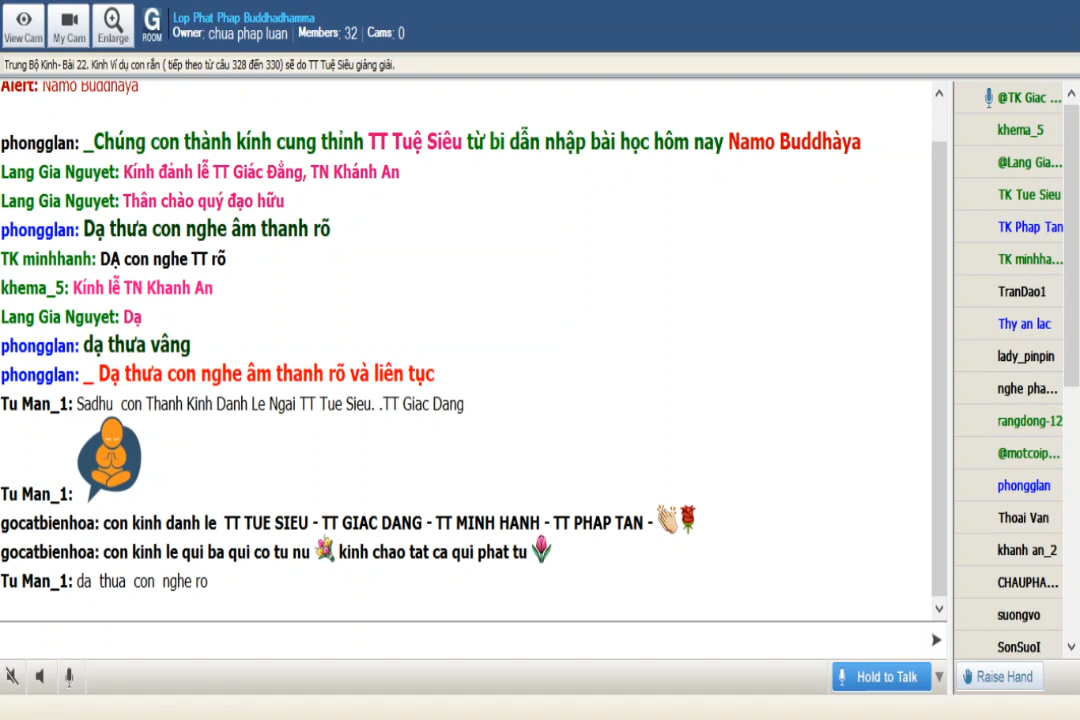 View Cam
My Cam
Enlarge
G
ROOM
Lop Phat Phap Buddhadhamma
Owner: chua phap luan | Members: 32 | Cams: 0
Trung Bộ Kinh- Bài 22. Kinh Ví dụ con rắn ( tiếp theo từ câu 328 đến 330) sẽ do TT Tuệ Siêu giảng giải.
Alert: Namo Buddhaya
phongglan: _Chúng con thành kính cung thỉnh TT Tuệ Siêu từ bi dẫn nhập bài học hôm nay Namo Buddhàya
Lang Gia Nguyet: Kính đảnh lễ TT Giác Đẳng, TN Khánh An
Lang Gia Nguyet: Thân chào quý đạo hữu
phongglan: Dạ thưa con nghe âm thanh rõ
TK minhhanh: DẠ con nghe TT rõ
khema_5: Kính lễ TN Khanh An
Lang Gia Nguyet: Dạ
phongglan: dạ thưa vâng
phongglan: _ Dạ thưa con nghe âm thanh rõ và liên tục
Tu Man_1: Sadhu con Thanh Kinh Danh Le Ngai TT Tue Sieu. .TT Giac Dang
Tu Man_1:
gocatbienhoa: con kinh danh le TT TUE SIEU - TT GIAC DANG - TT MINH HANH - TT PHAP TAN -
gocatbienhoa: con kinh le qui ba qui co tu nu kinh chao tat ca qui phat tu
Tu Man_1: da thua con nghe ro
Hold to Talk
@TK Giac ...
khema_5
@Lang Gia...
TK Tue Sieu
TK Phap Tan
TK minhha...
TranDao1
Thy an lac
lady_pinpin
nghe pha...
rangdong-12
@motcoip...
phongglan
Thoai Van
khanh an_2
CHAUPHA...
suongvo
SonSuoI
Raise Hand